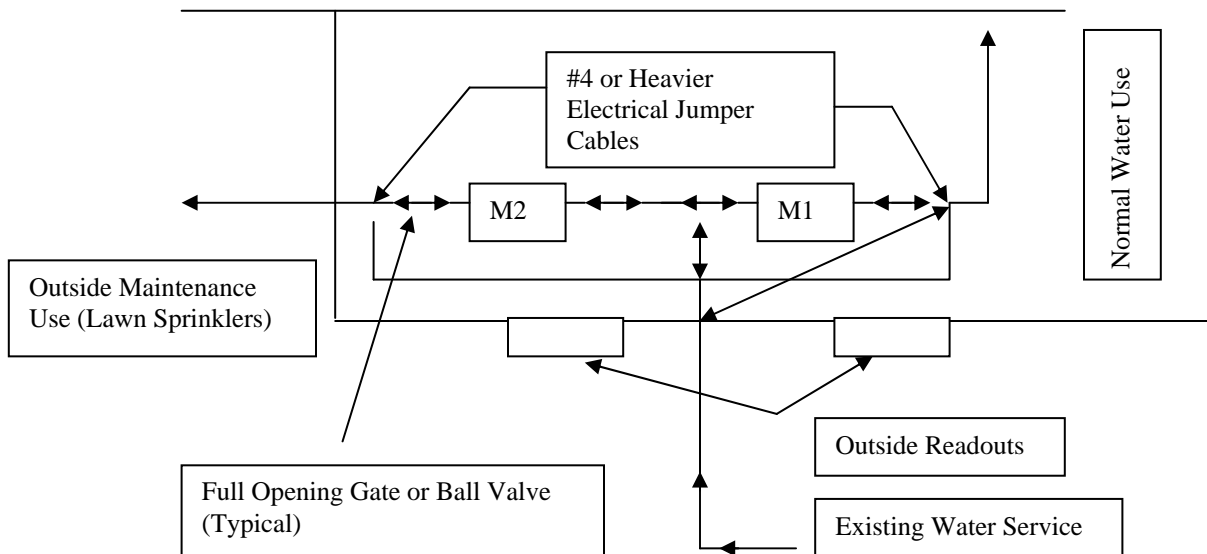 #4 or Heavier
Electrical Jumper
Cables
Normal Water Use
M2
M1
Outside Maintenance
Use (Lawn Sprinklers)
Outside Readouts
Full Opening Gate or Ball Valve
(Typical)
Existing Water Service